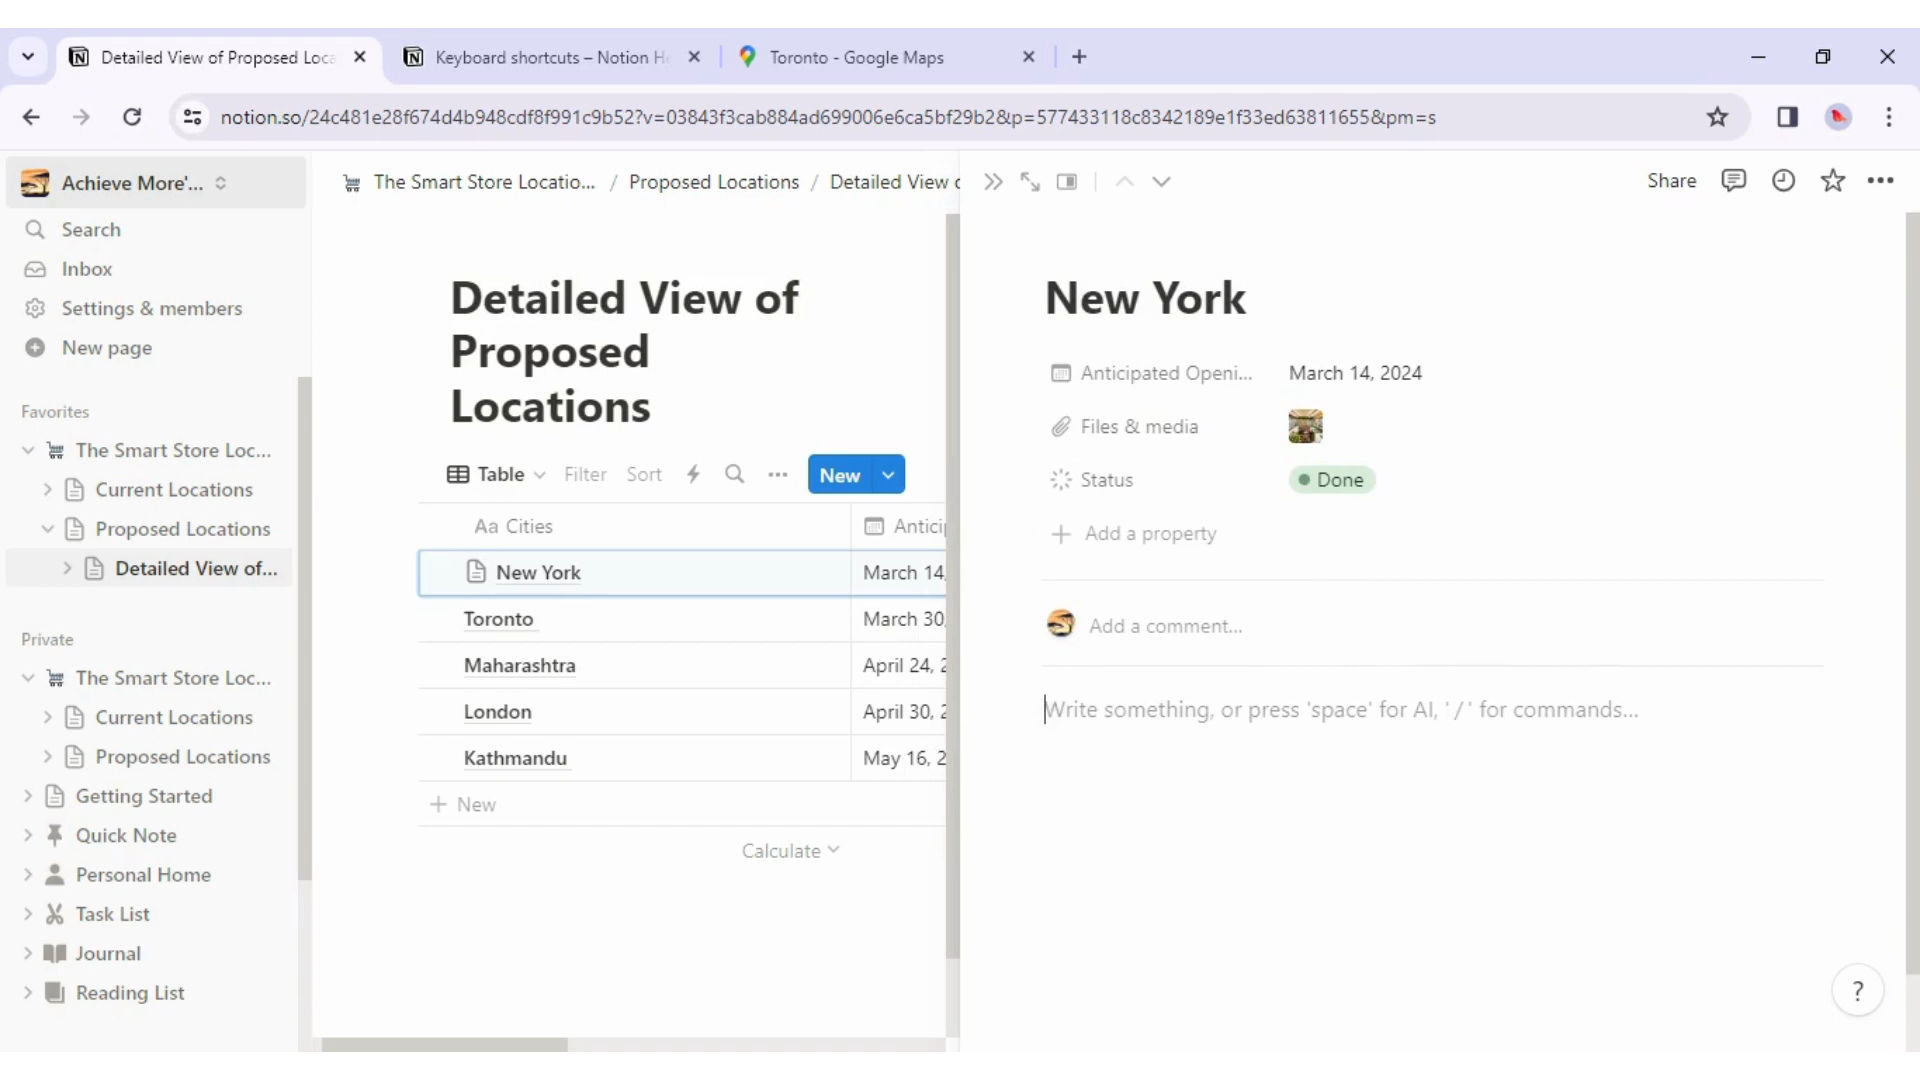 Detailed View of Proposed Loca
Keyboard shortcuts – Notion He
Toronto - Google Maps
notion.so/24c481e28f674d4b948cdf8f991c9b52?v=03843f3cab884ad699006e6ca5bf29b2&p=577433118c8342189e1f33ed63811655&pm=s
Achieve More'...
Search
Inbox
Settings & members
New page
Favorites
The Smart Store Loc...
Current Locations
Proposed Locations
Detailed View of...
Private
The Smart Store Loc...
Current Locations
Proposed Locations
Getting Started
Quick Note
Personal Home
Task List
Journal
Reading List
The Smart Store Locatio... / Proposed Locations / Detailed View o
Detailed View of
Proposed
Locations
Table Filter Sort ... New
Aa Cities Anticip
New York March 14,
Toronto March 30,
Maharashtra April 24, 2
London April 30, 2
Kathmandu May 16, 2
+ New
Calculate
Share
New York
Anticipated Openi... March 14, 2024
Files & media
Status Done
+ Add a property
Add a comment...
Write something, or press 'space' for AI, '/' for commands...
?